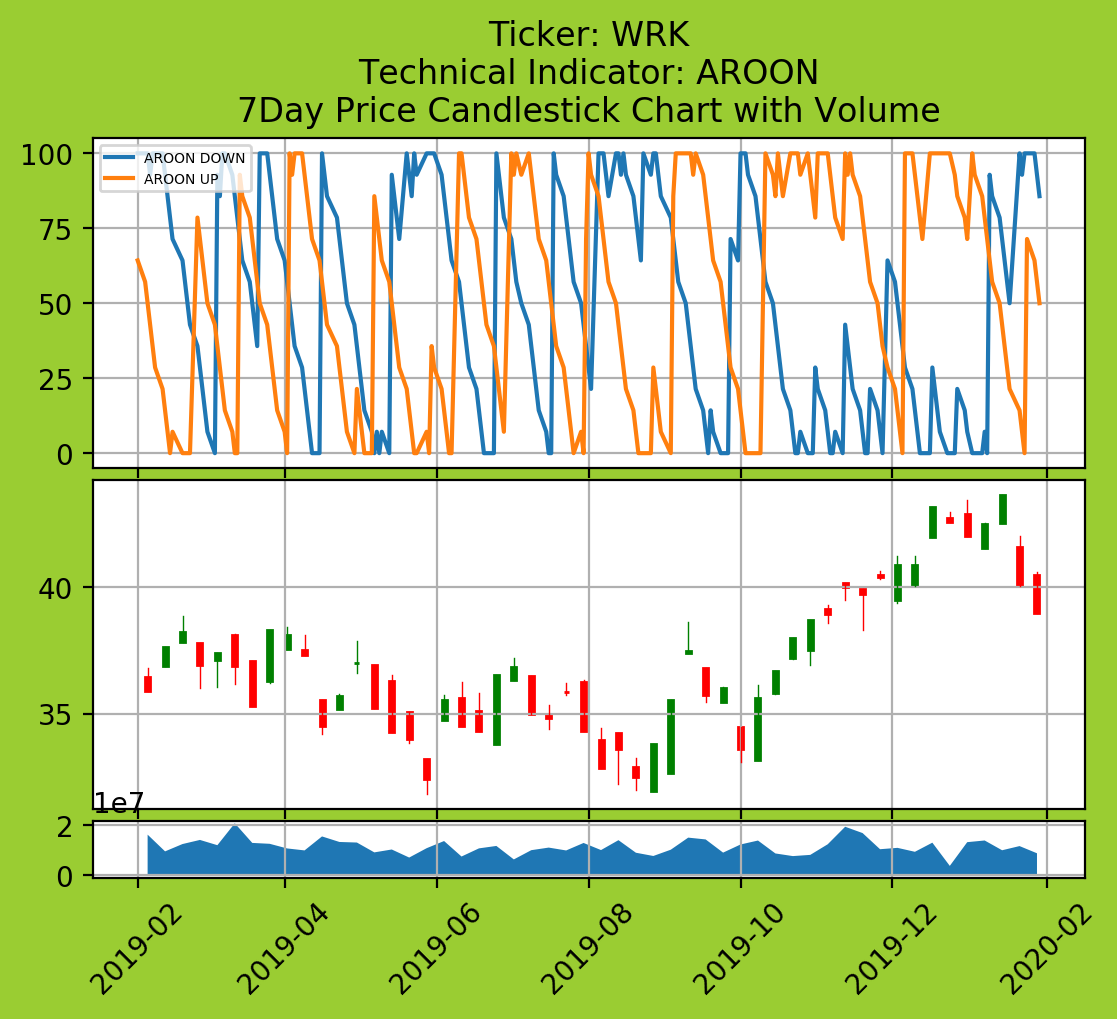 Ticker: WRK
Technical Indicator: AROON
7Day Price Candlestick Chart with Volume
100
75
50
25
0
AROON DOWN
AROON UP
40
35
1e7
2
0
2019-02
2019-04
2019-06
2019-08
2019-10
2019-12
2020-02